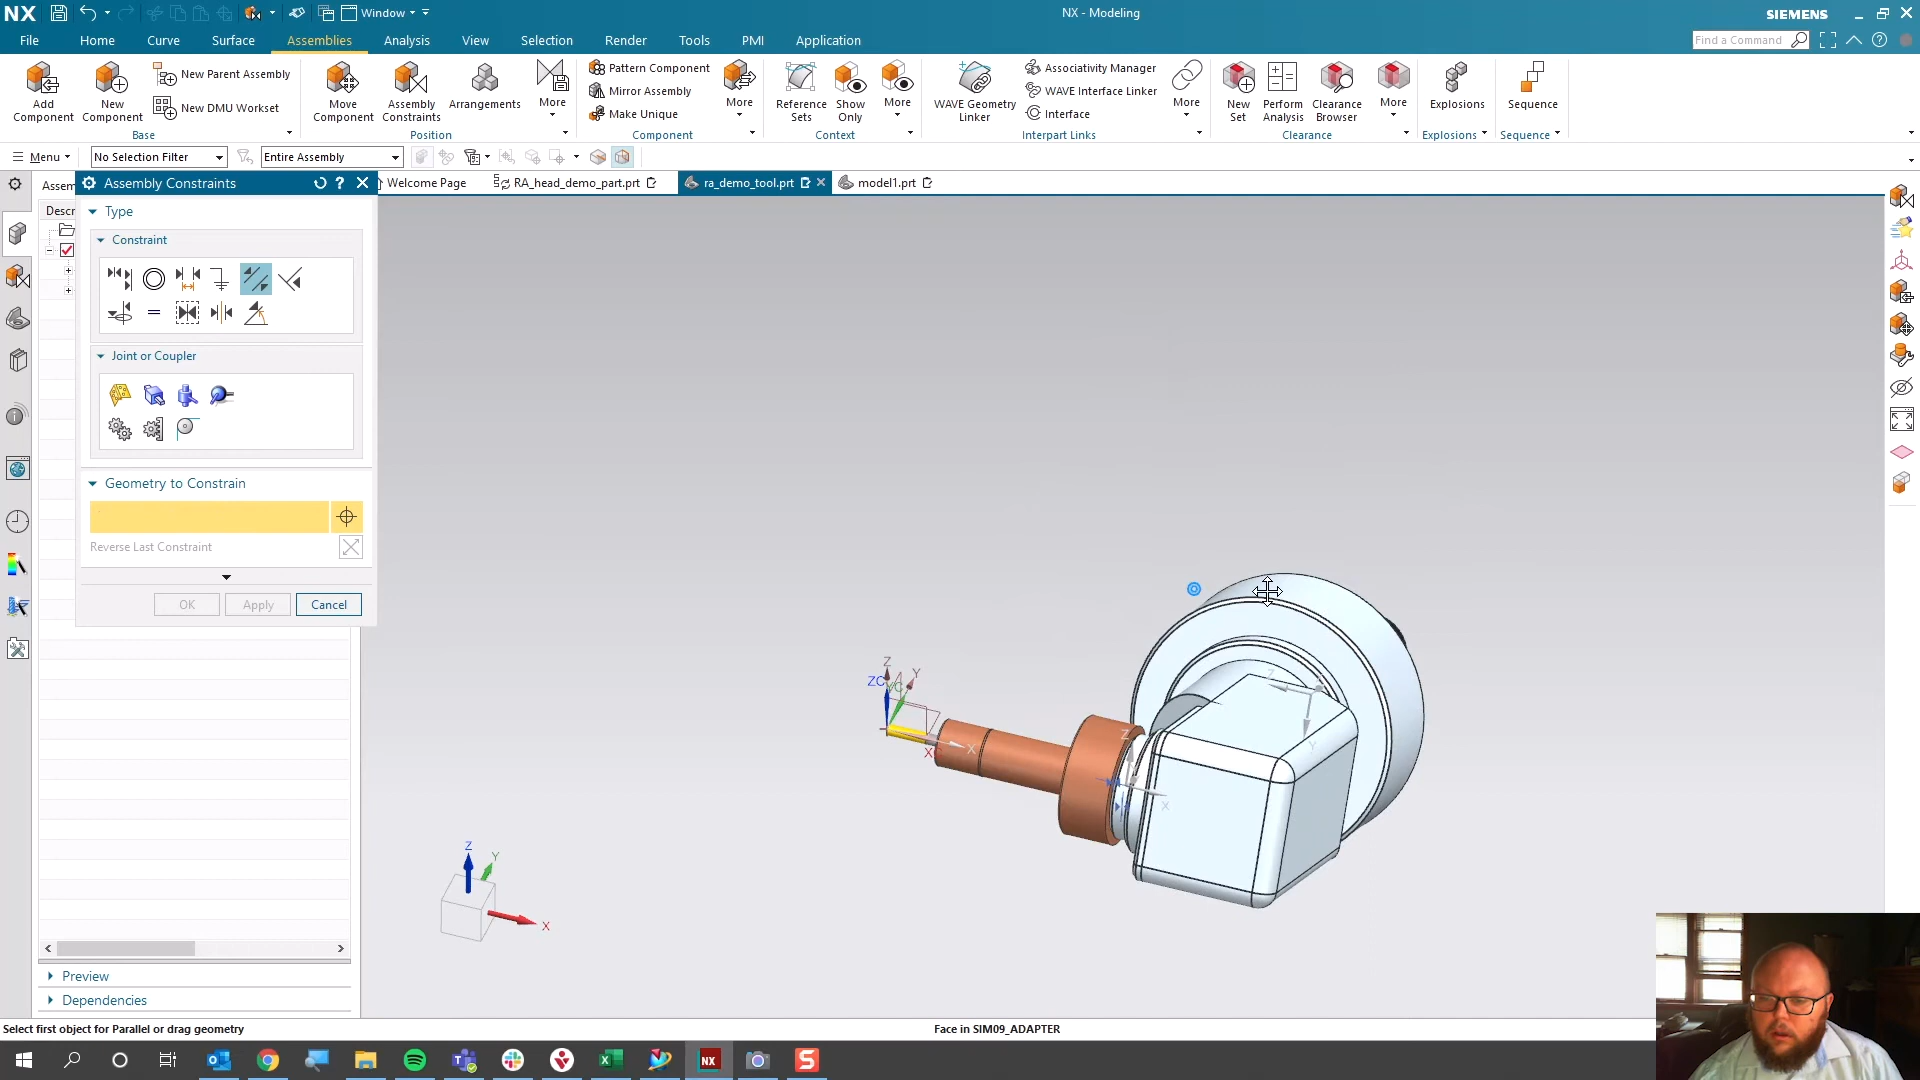 NX
Window
NX - Modeling
SIEMENS
File
Home
Curve
Surface
Assemblies
Analysis
View
Selection
Render
Tools
PMI
Application
Find a Command
Add Component
New Component
New Parent Assembly
New DMU Workset
Base
Move Component
Assembly Constraints
Arrangements
More
Position
Pattern Component
Mirror Assembly
Make Unique
More
Component
Reference Sets
Show Only
More
Context
WAVE Geometry Linker
Associativity Manager
WAVE Interface Linker
Interface
More
Interpart Links
New Set
Perform Analysis
Clearance Browser
More
Clearance
Explosions
Explosions
Sequence
Sequence
Menu
No Selection Filter
Entire Assembly
Assem
Descr
Assembly Constraints
Welcome Page
RA_head_demo_part.prt
ra_demo_tool.prt
model1.prt
Type
Constraint
Joint or Coupler
Geometry to Constrain
Reverse Last Constraint
OK
Apply
Cancel
Z
Y
ZC
YC
X
XC
Z
Y
Z
X
Z
Y
X
Preview
Dependencies
Select first object for Parallel or drag geometry
Face in SIM09_ADAPTER
NX
S